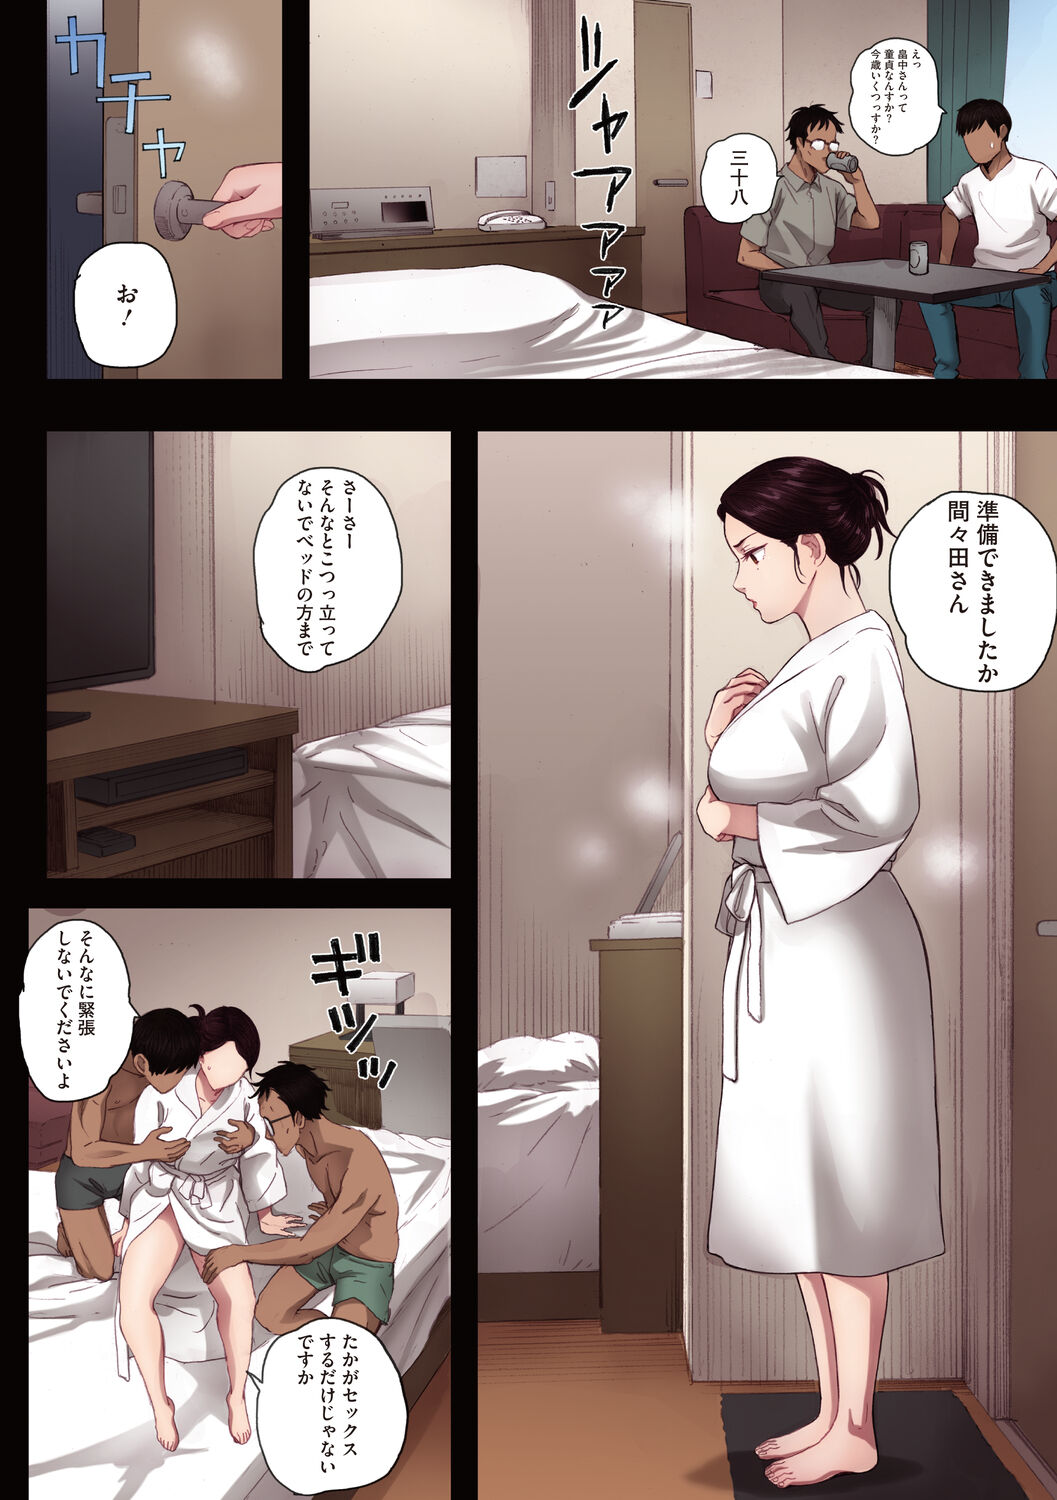 シャアアアァァ
えっ
畠中さんって
童貞なんすか？
今歳いくつっすか？
三十八
カチャャ
お！
準備できましたか
間々田さん
さーさー
そんなとこつっ立って
ないでベッドの方まで
ギッッ
そんなに緊張
しないでくださいよ
たかがセックス
するだけじゃない
ですか